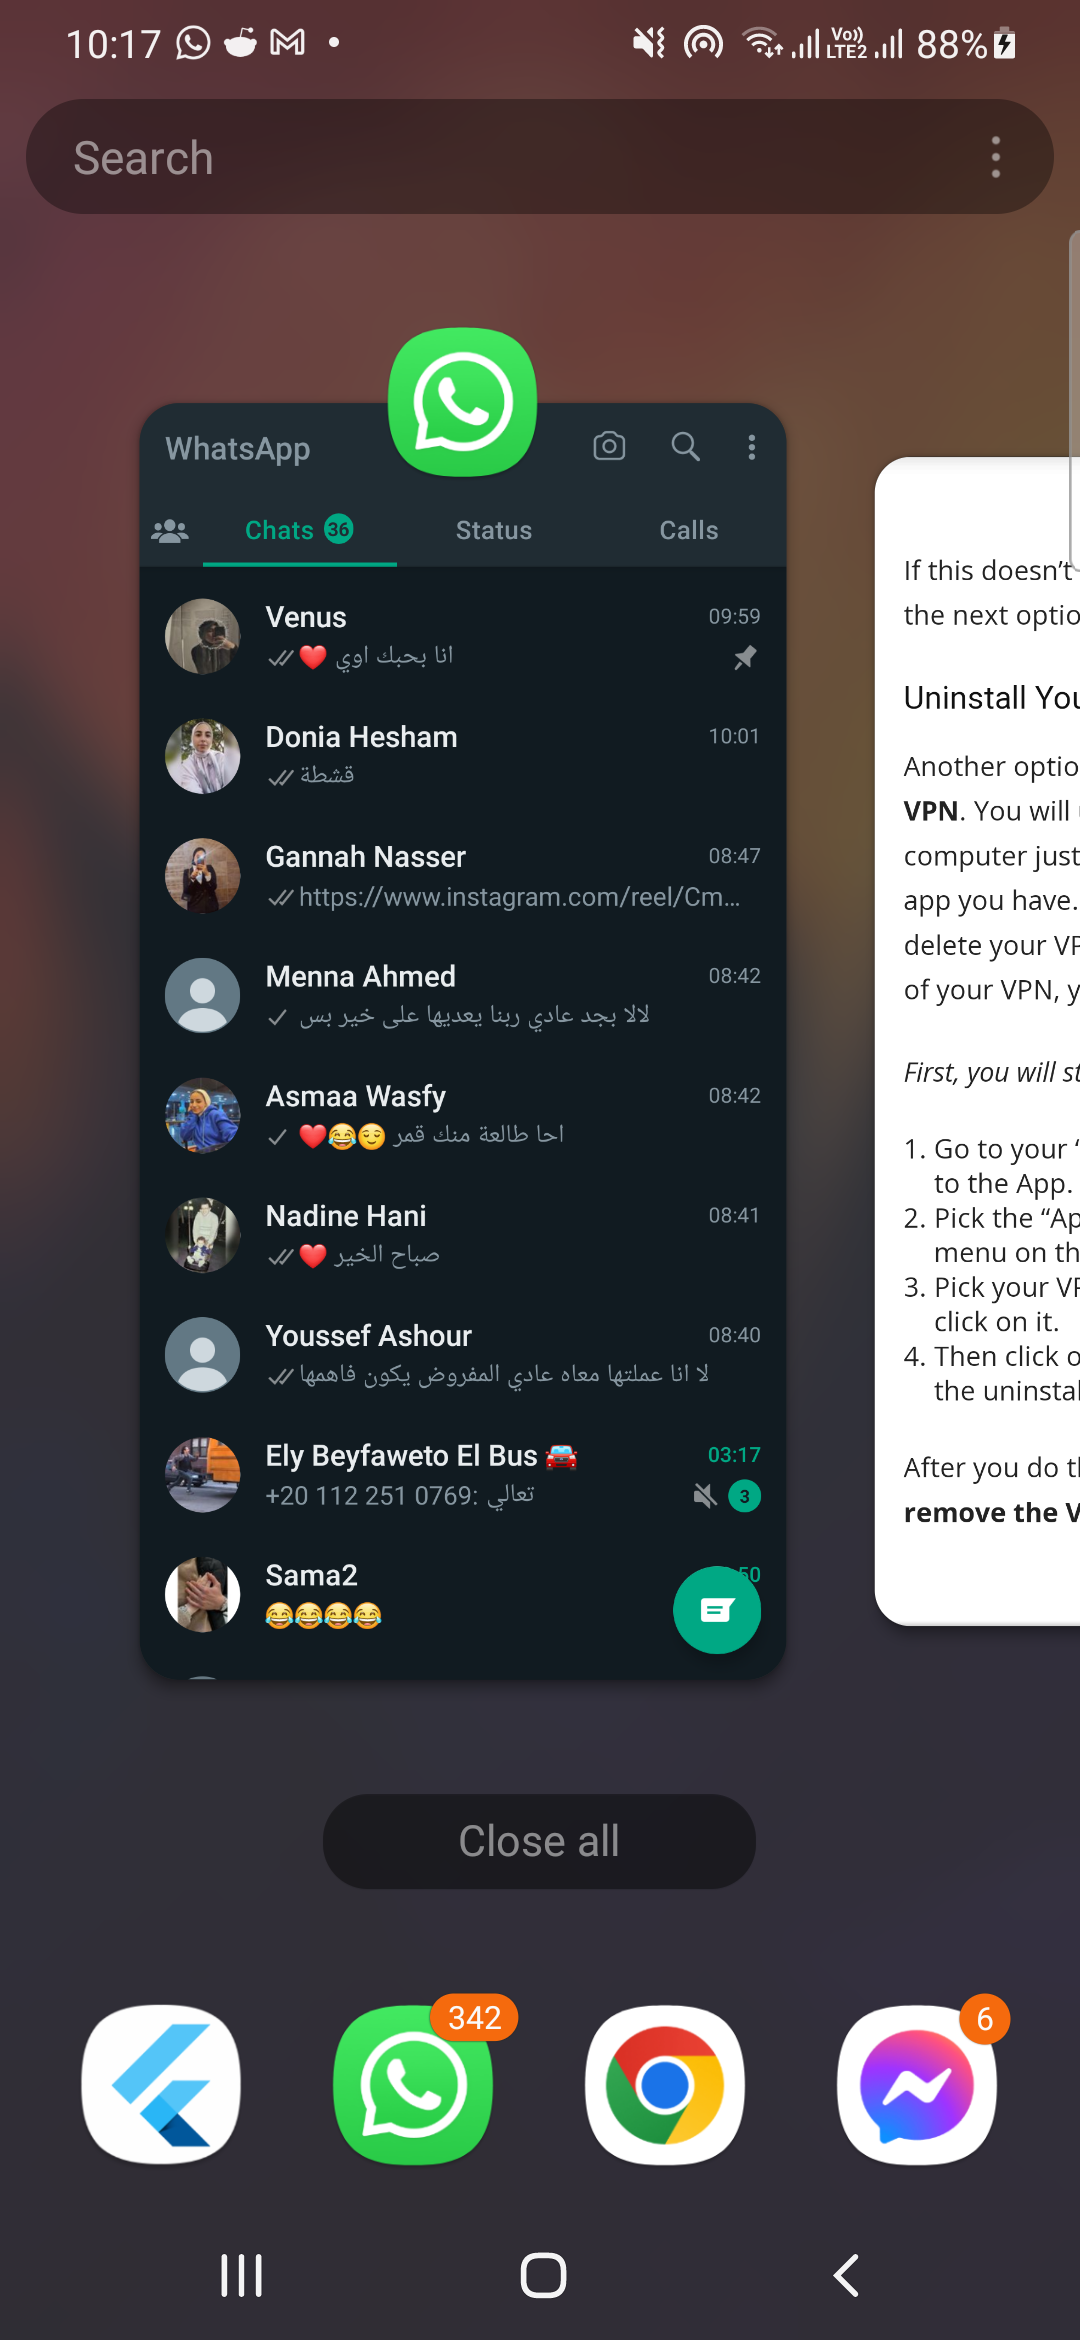 10:17
Vo))
LTE2
88%
Search
WhatsApp
Chats 36
Status
Calls
Venus
09:59
انا بحبك اوي ❤️
Donia Hesham
10:01
قشطة
Gannah Nasser
08:47
https://www.instagram.com/reel/Cm...
Menna Ahmed
08:42
لالا بجد عادي ربنا يعديها على خير بس
Asmaa Wasfy
08:42
احا طالعة منك قمر 😌😂❤️
Nadine Hani
08:41
صباح الخير ❤️
Youssef Ashour
08:40
لا انا عملتها معاه عادي المفروض يكون فاهمها
Ely Beyfaweto El Bus 🚘
03:17
+20 112 251 0769: تعالي
3
Sama2
50
😂😂😂😂
If this doesn't
the next optio
Uninstall You
Another optio
VPN. You will
computer just
app you have.
delete your VP
of your VPN, y
First, you will st
1. Go to your “
to the App.
2. Pick the “Ap
menu on th
3. Pick your VP
click on it.
4. Then click o
the uninstal
After you do th
remove the V
Close all
342
6